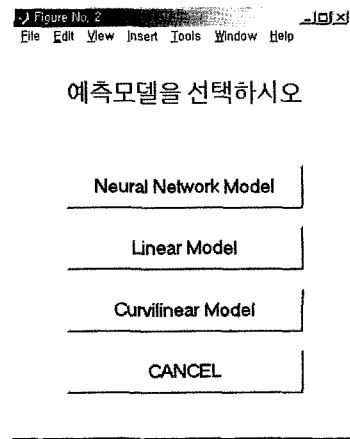 Figure No. 2
File Edit View Insert Tools Window Help
예측모델을 선택하시오
Neural Network Model
Linear Model
Curvilinear Model
CANCEL